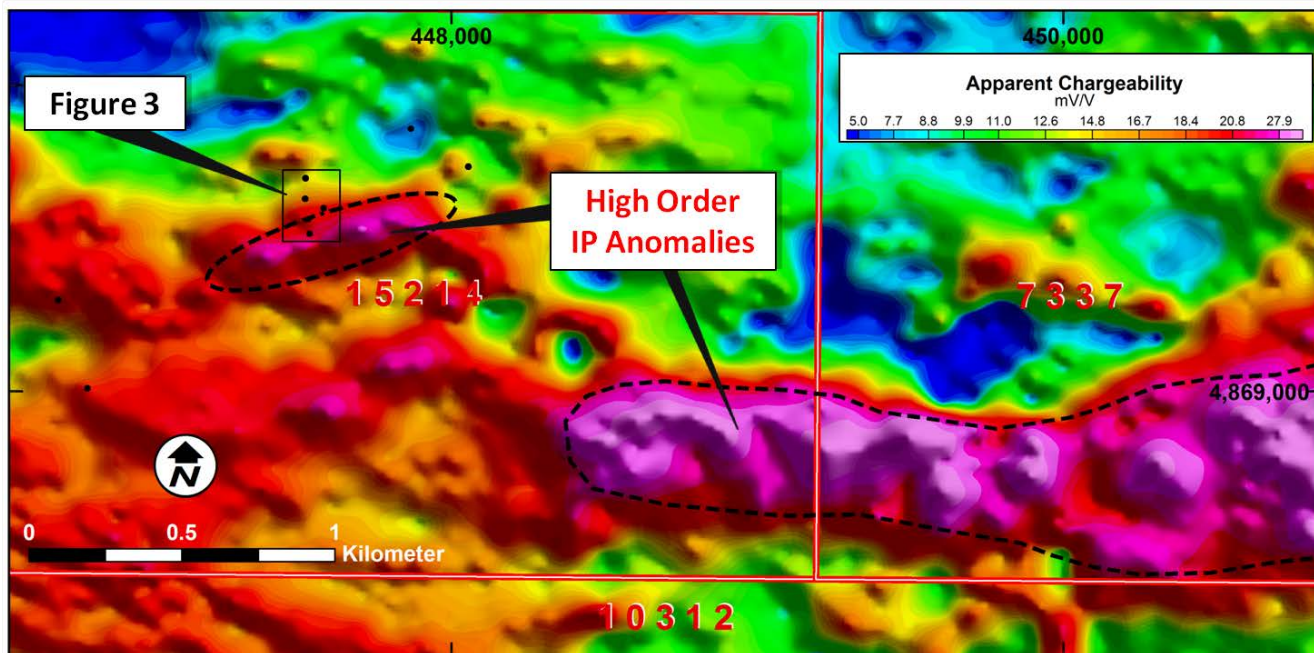 448,000
450,000
Figure 3
Apparent Chargeability
mV/V
5.0 7.7 8.8 9.9 11.0 12.6 14.8 16.7 18.4 20.8 27.9
High Order
IP Anomalies
15214
7337
4,869,000
N
0 0.5 1
Kilometer
10312